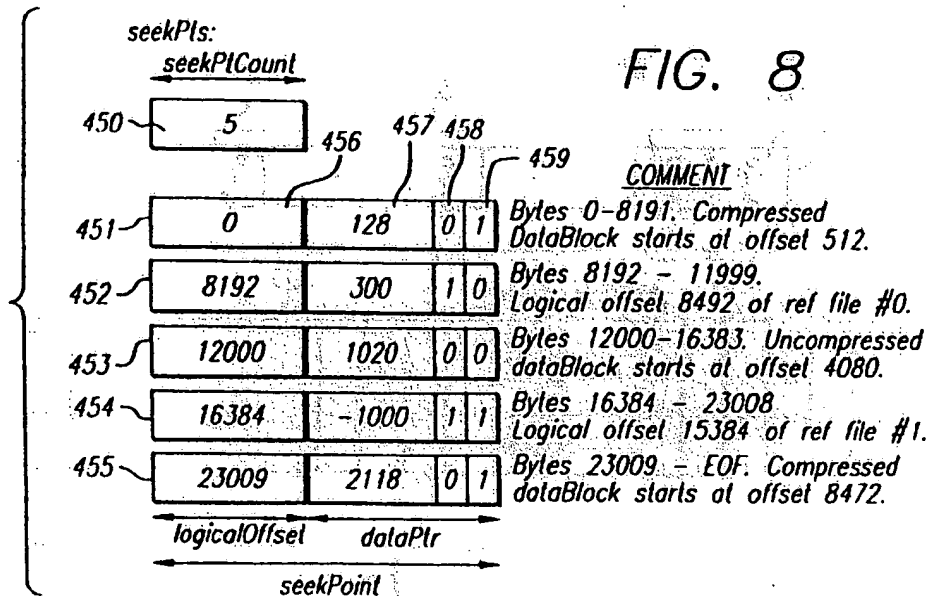 seekPts:
seekPtCount
FIG. 8
450
5
456
457
458
459
COMMENT
451
0
128
0
1
Bytes 0-8191. Compressed
DataBlock starts at offset 512.
452
8192
300
1
0
Bytes 8192 - 11999.
Logical offset 8492 of ref file #0.
453
12000
1020
0
0
Bytes 12000-16383. Uncompressed
dataBlock starts at offset 4080.
454
16384
-1000
1
1
Bytes 16384 - 23008
Logical offset 15384 of ref file #1.
455
23009
2118
0
1
Bytes 23009 - EOF. Compressed
dataBlock starts at offset 8472.
logicalOffset
dataPtr
seekPoint